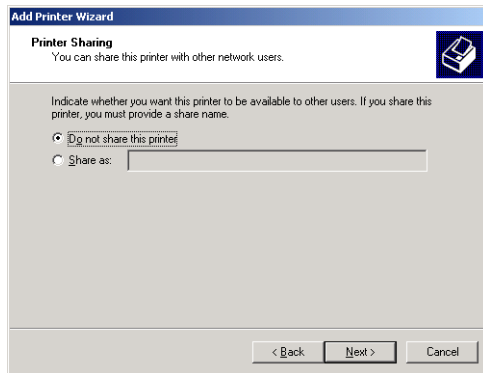 Add Printer Wizard
Printer Sharing
You can share this printer with other network users.
Indicate whether you want this printer to be available to other users. If you share this
printer, you must provide a share name.
Do not share this printer
Share as:
< Back Next > Cancel